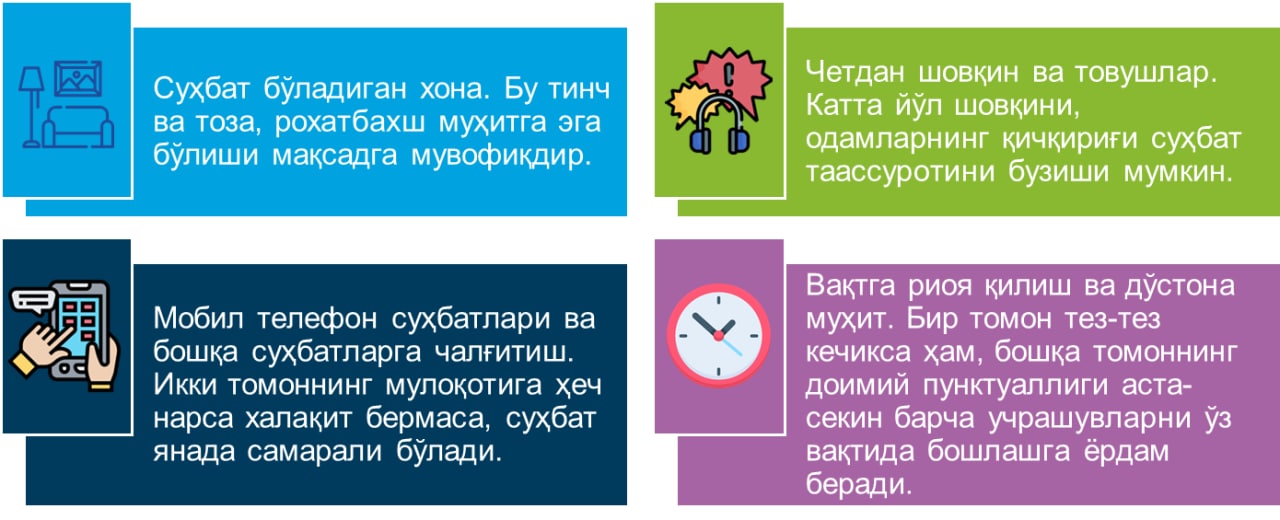 Суҳбат бўладиган хона. Бу тинч
ва тоза, рохатбахш муҳитга эга
бўлиши мақсадга мувофиқдир.
Четдан шовқин ва товушлар.
Катта йўл шовқини,
одамларнинг қичқириғи суҳбат
таассуротини бузиши мумкин.
Мобил телефон суҳбатлари ва
бошқа суҳбатларга чалғитиш.
Икки томоннинг мулоқотига ҳеч
нарса халақит бермаса, суҳбат
янада самарали бўлади.
Вақтга риоя қилиш ва дўстона
муҳит. Бир томон тез-тез
кечикса ҳам, бошқа томоннинг
доимий пунктуаллиги аста-
секин барча учрашувларни ўз
вақтида бошлашга ёрдам
беради.